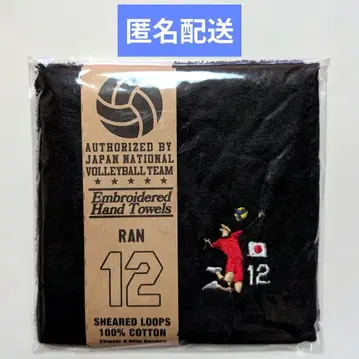 匿名配送
AUTHORIZED BY
JAPAN NATIONAL
VOLLEYBALL TEAM
Embroidered
Hand Towels
RAN
12
SHEARED LOOPS
100% COTTON
12